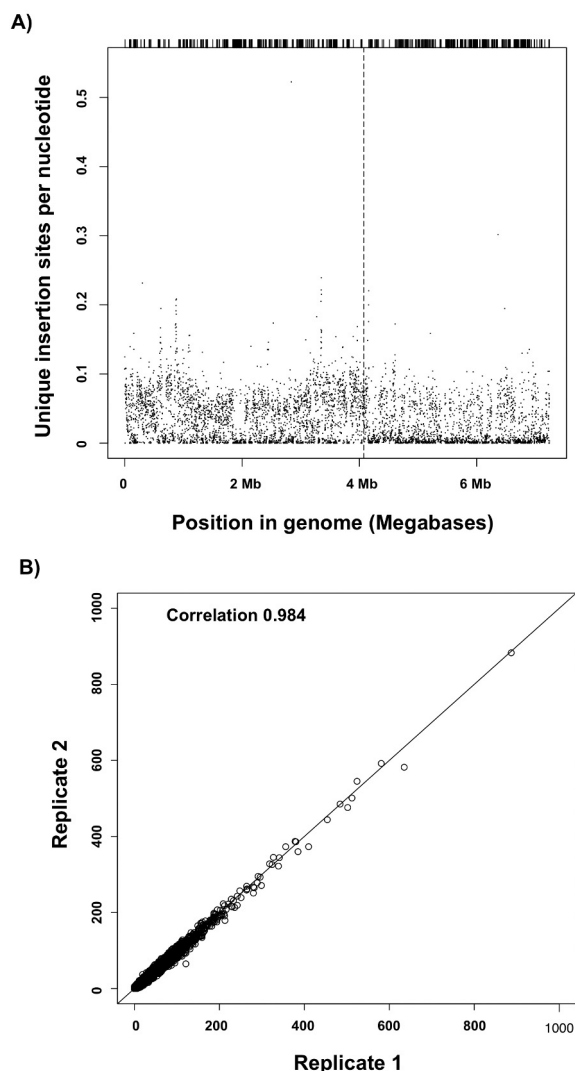 A)
Unique insertion sites per nucleotide
0.5
0.4
0.3
0.2
0.1
0
0 2 Mb 4 Mb 6 Mb
Position in genome (Megabases)
B)
Correlation 0.984
Replicate 2
1000
800
600
400
200
0
0 200 400 600 800 1000
Replicate 1